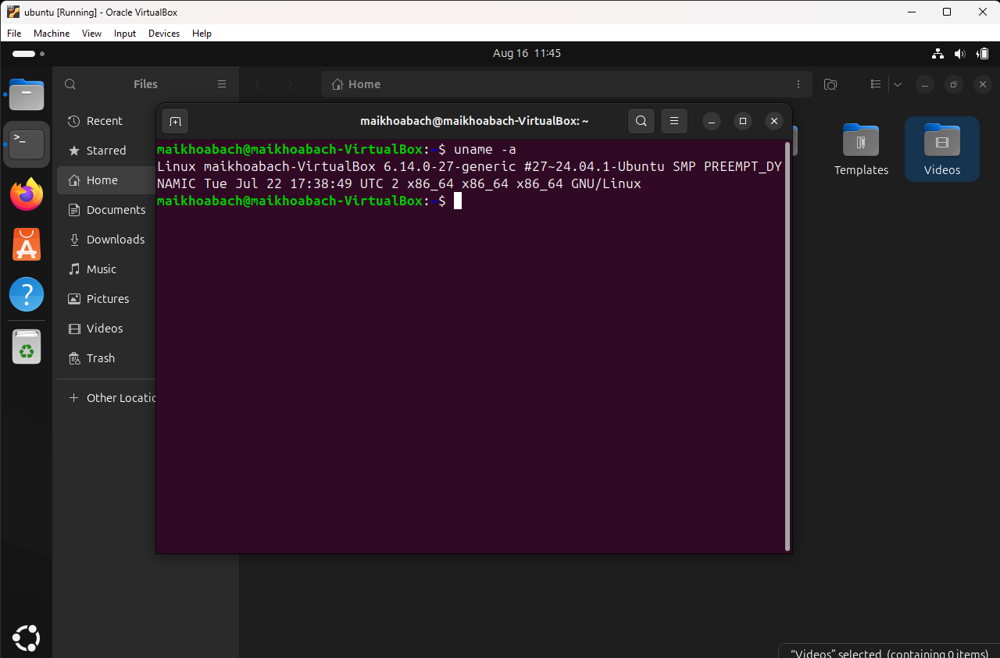 ubuntu [Running] - Oracle VirtualBox
File Machine View Input Devices Help
Aug 16 11:45
Files
Home
Recent
Starred
Home
Documents
Downloads
Music
Pictures
Videos
Trash
Other Locatio
Templates
Videos
maikhoabach@maikhoabach-VirtualBox: ~
maikhoabach@maikhoabach-VirtualBox:~$ uname -a
Linux maikhoabach-VirtualBox 6.14.0-27-generic #27~24.04.1-Ubuntu SMP PREEMPT_DY
NAMIC Tue Jul 22 17:38:49 UTC 2 x86_64 x86_64 x86_64 GNU/Linux
maikhoabach@maikhoabach-VirtualBox:~$
"Videos" selected (containing 0 items)